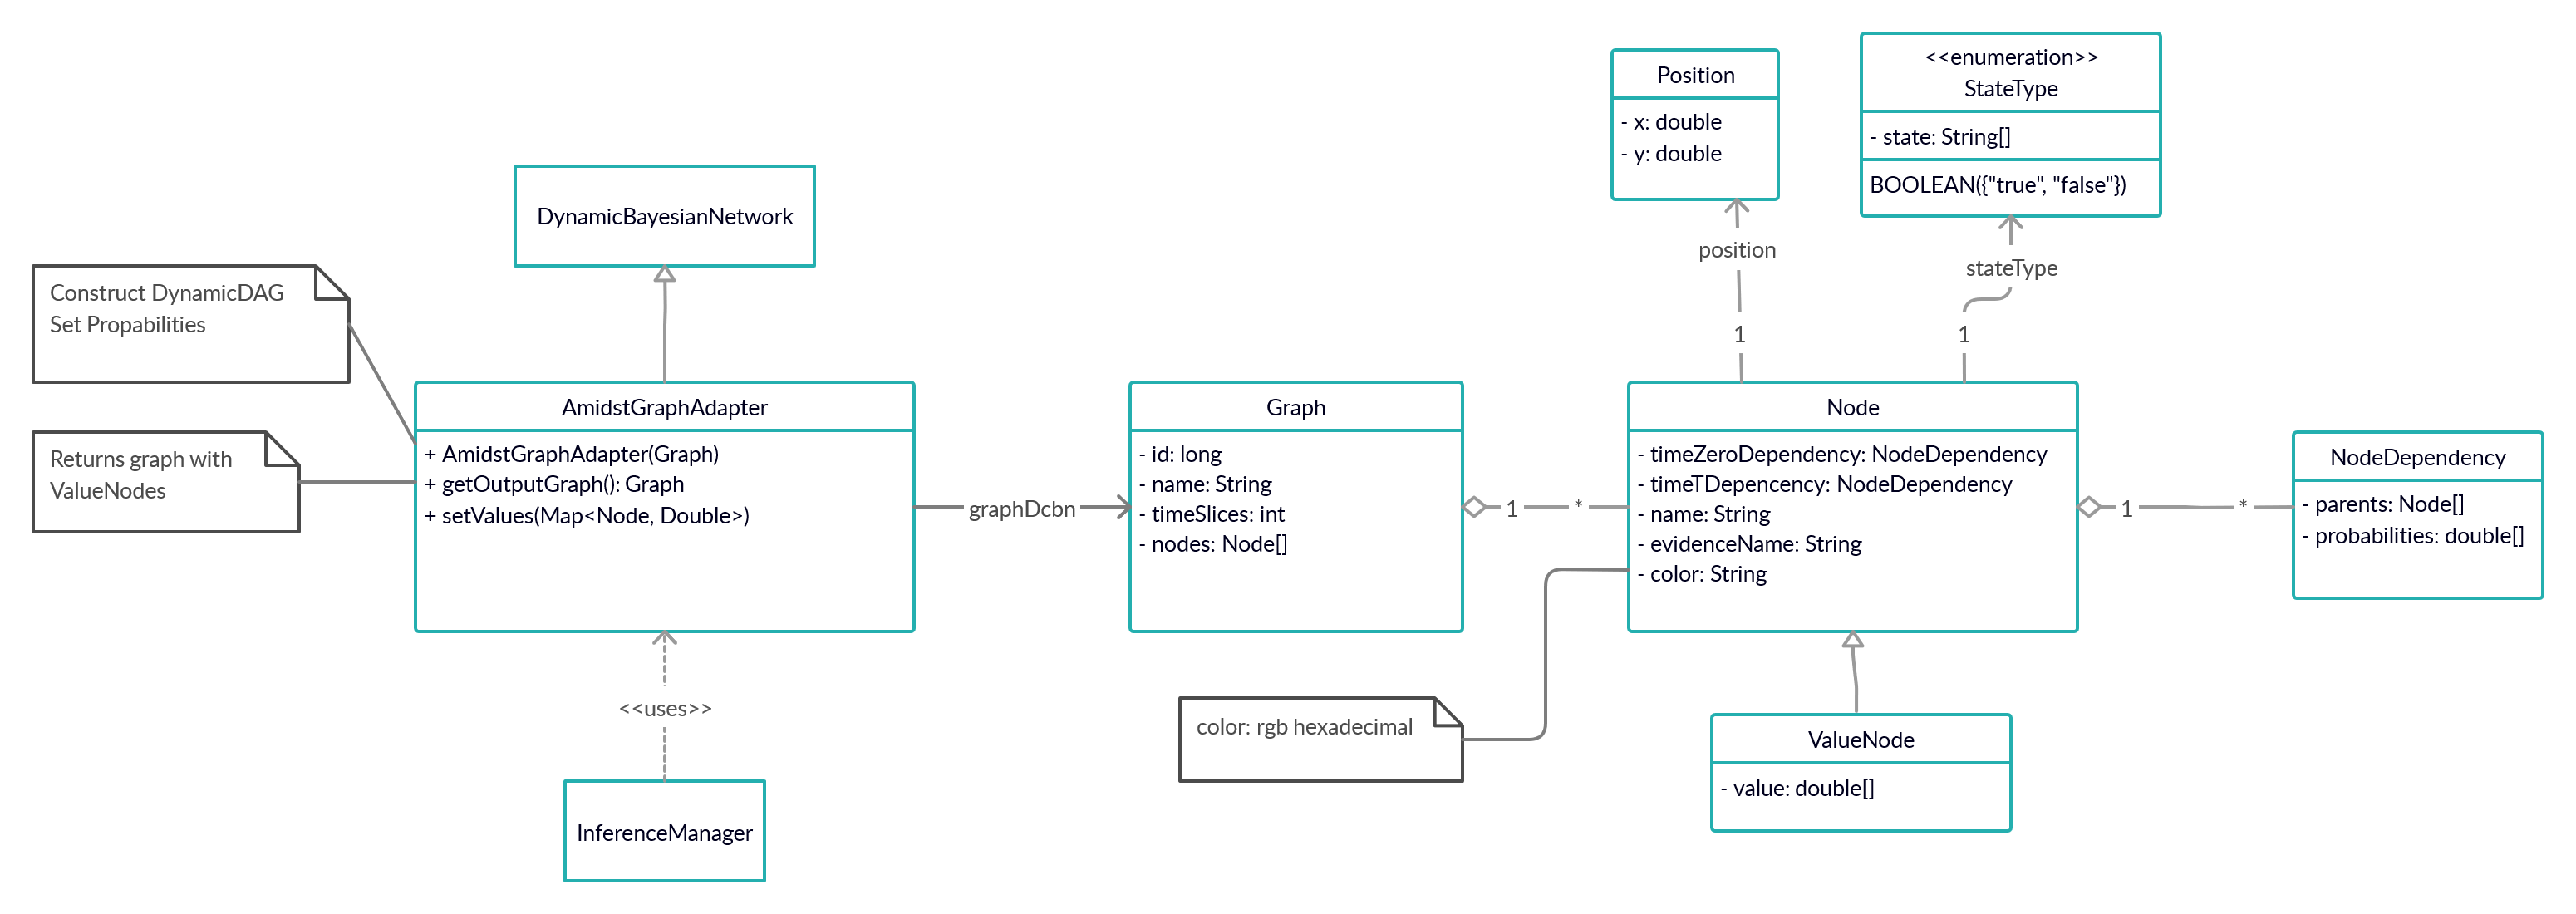 Position
- x: double
- y: double
<<enumeration>>
StateType
- state: String[]
BOOLEAN({"true", "false"})
DynamicBayesianNetwork
position
stateType
1
1
Construct DynamicDAG
Set Propabilities
Returns graph with
ValueNodes
AmidstGraphAdapter
+ AmidstGraphAdapter(Graph)
+ getOutputGraph(): Graph
+ setValues(Map<Node, Double>)
graphDcbn
Graph
- id: long
- name: String
- timeSlices: int
- nodes: Node[]
1
*
Node
- timeZeroDependency: NodeDependency
- timeTDepencency: NodeDependency
- name: String
- evidenceName: String
- color: String
1
*
NodeDependency
- parents: Node[]
- probabilities: double[]
<<uses>>
InferenceManager
color: rgb hexadecimal
ValueNode
- value: double[]